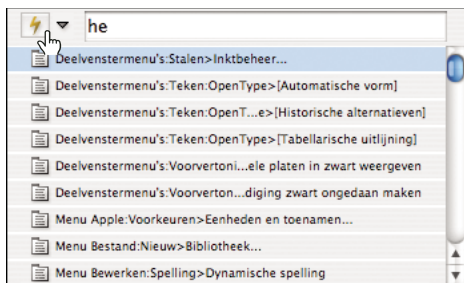 he
Deelvenstermenu's:Stalen>Inktbeheer...
Deelvenstermenu's:Teken:OpenType>[Automatische vorm]
Deelvenstermenu's:Teken:OpenT...e>[Historische alternatieven]
Deelvenstermenu's:Teken:OpenType>[Tabellarische uitlijning]
Deelvenstermenu's:Voorvertoni...ele platen in zwart weergeven
Deelvenstermenu's:Voorverton...diging zwart ongedaan maken
Menu Apple:Voorkeuren>Eenheden en toenamen...
Menu Bestand:Nieuw>Bibliotheek...
Menu Bewerken:Spelling>Dynamische spelling